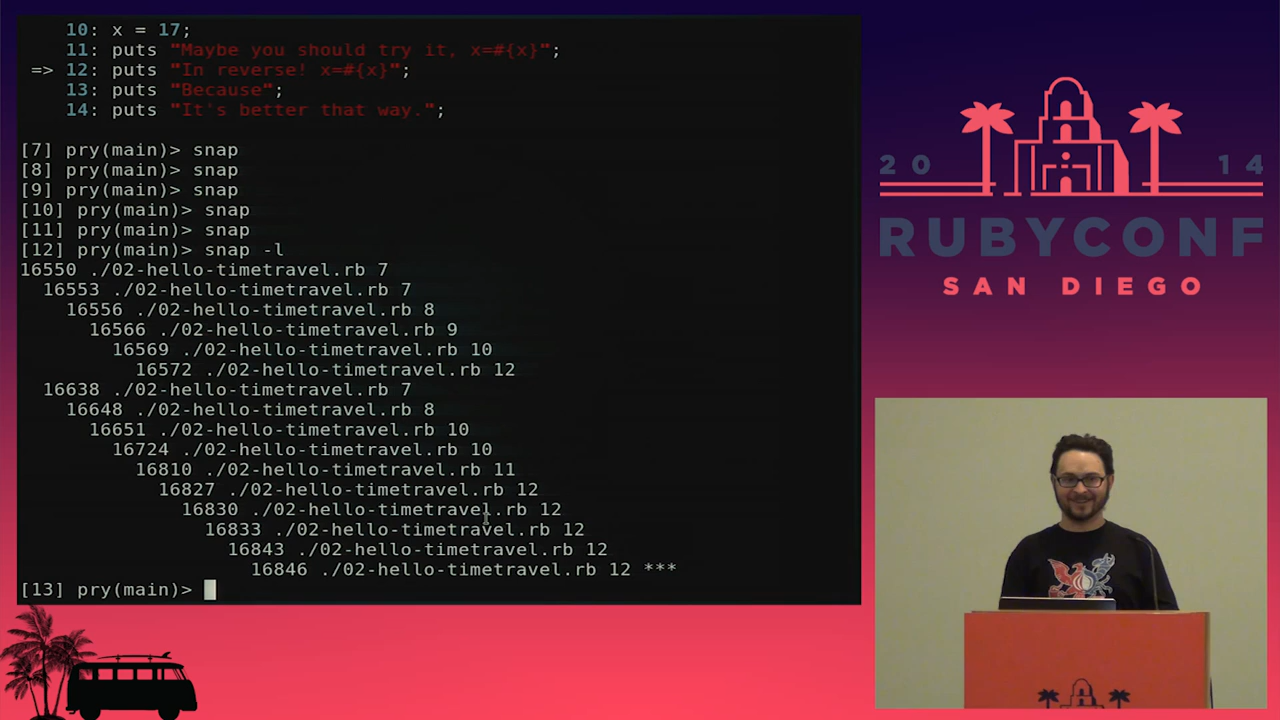 10: x = 17;
11: puts "Maybe you should try it, x=#{x}";
=> 12: puts "In reverse! x=#{x}";
13: puts "Because";
14: puts "It's better that way.";
[7] pry(main)> snap
[8] pry(main)> snap
[9] pry(main)> snap
[10] pry(main)> snap
[11] pry(main)> snap
[12] pry(main)> snap -l
16550 ./02-hello-timetravel.rb 7
16553 ./02-hello-timetravel.rb 7
16556 ./02-hello-timetravel.rb 8
16566 ./02-hello-timetravel.rb 9
16569 ./02-hello-timetravel.rb 10
16572 ./02-hello-timetravel.rb 12
16638 ./02-hello-timetravel.rb 7
16648 ./02-hello-timetravel.rb 8
16651 ./02-hello-timetravel.rb 10
16724 ./02-hello-timetravel.rb 10
16810 ./02-hello-timetravel.rb 11
16827 ./02-hello-timetravel.rb 12
16830 ./02-hello-timetravel.rb 12
16833 ./02-hello-timetravel.rb 12
16843 ./02-hello-timetravel.rb 12
16846 ./02-hello-timetravel.rb 12 ***
[13] pry(main)>
2014
RUBYCONF
SAN DIEGO